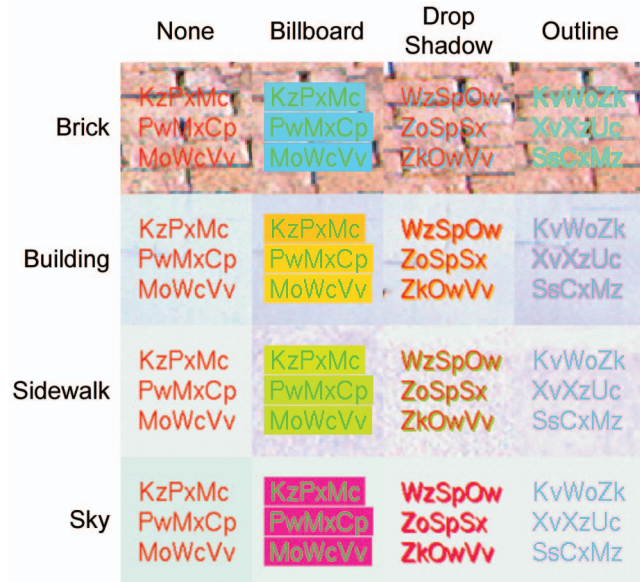 None Billboard Drop Shadow Outline
Brick
KzPxMc KzPxMc WzSpOw KvWoZk
PwMxCp PwMxCp ZoSpSx XvXzUc
MoWcVv MoWcVv ZkOwVv SsCxMz
Building
KzPxMc KzPxMc WzSpOw KvWoZk
PwMxCp PwMxCp ZoSpSx XvXzUc
MoWcVv MoWcVv ZkOwVv SsCxMz
Sidewalk
KzPxMc KzPxMc WzSpOw KvWoZk
PwMxCp PwMxCp ZoSpSx XvXzUc
MoWcVv MoWcVv ZkOwVv SsCxMz
Sky
KzPxMc KzPxMc WzSpOw KvWoZk
PwMxCp PwMxCp ZoSpSx XvXzUc
MoWcVv MoWcVv ZkOwVv SsCxMz